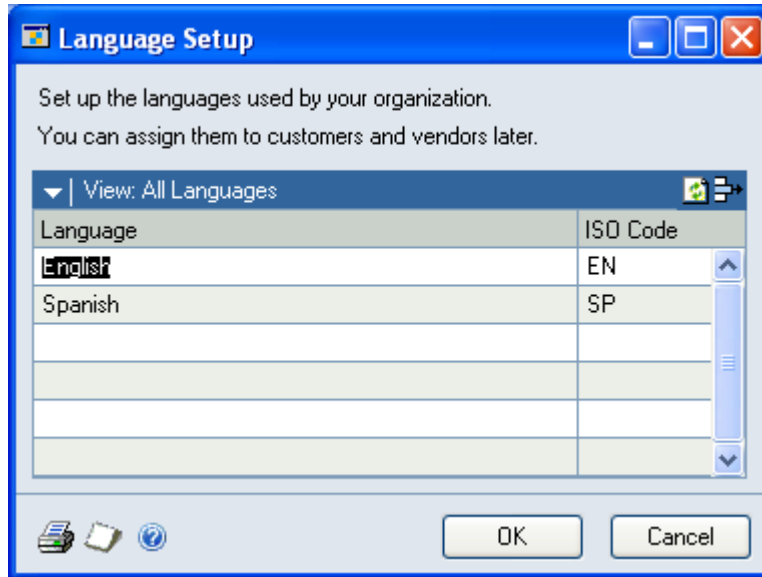 Language Setup
Set up the languages used by your organization.
You can assign them to customers and vendors later.
View: All Languages
Language ISO Code
English EN
Spanish SP
OK Cancel